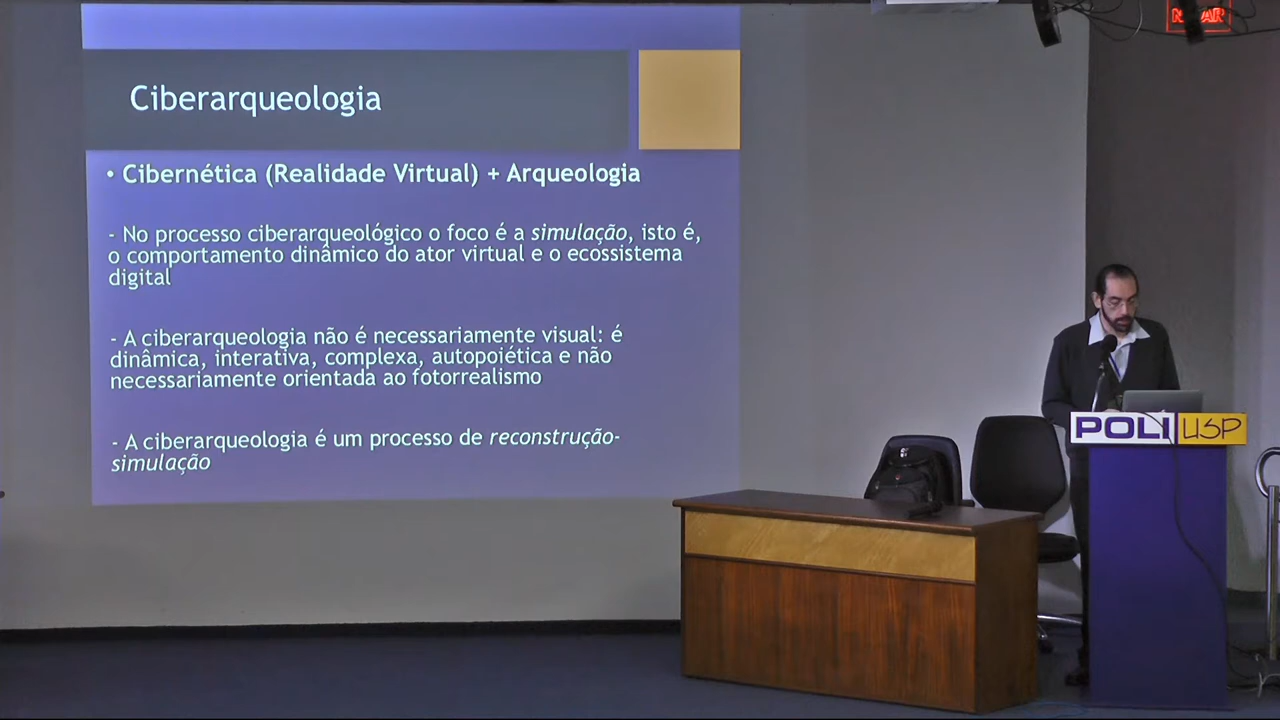 Ciberarqueologia
• Cibernética (Realidade Virtual) + Arqueologia
- No processo ciberarqueológico o foco é a simulação, isto é,
o comportamento dinâmico do ator virtual e o ecossistema
digital
- A ciberarqueologia não é necessariamente visual: é
dinâmica, interativa, complexa, autopoiética e não
necessariamente orientada ao fotorrealismo
- A ciberarqueologia é um processo de reconstrução-
simulação
POLI USP